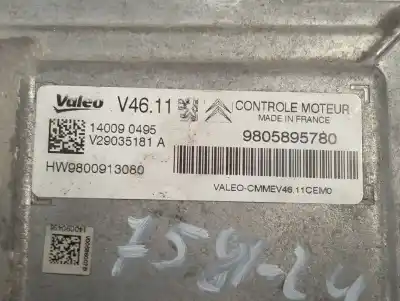 Valeo V46.11 CONTROLE MOTEUR
MADE IN FRANCE
14009 0495
V29035181 A
9805895780
HW9800913080
VALEO-CMMEV46.11CEM0